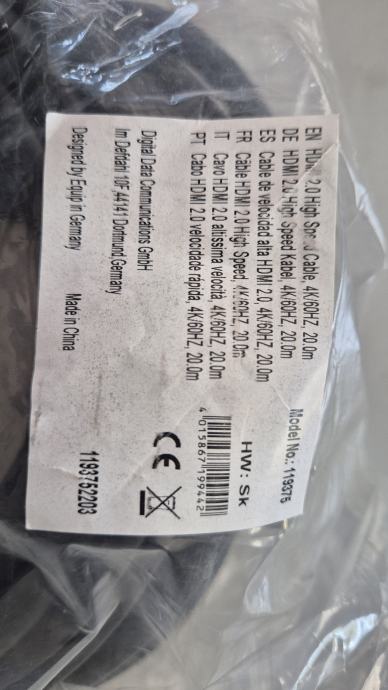 Model No.: 119375
EN HDMI 2.0 High Speed Cable, 4K/60HZ, 20.0m
DE HDMI 2.0 High Speed Kabel, 4K/60HZ, 20.0m
ES Cable de velocidad alta HDMI 2.0, 4K/60HZ, 20.0m
FR Cable HDMI 2.0 High Speed, 4K/60HZ, 20.0m
IT Cavo HDMI 2.0 altissima velocità, 4K/60HZ, 20.0m
PT Cabo HDMI 2.0 velocidade rápida, 4K/60HZ, 20.0m
HW: Sk
4 015867 199442
Digital Data Communications GmbH
Im Defdahl 10F,44141 Dortmund,Germany
CE
Designed by Equip in Germany Made in China
1193752203